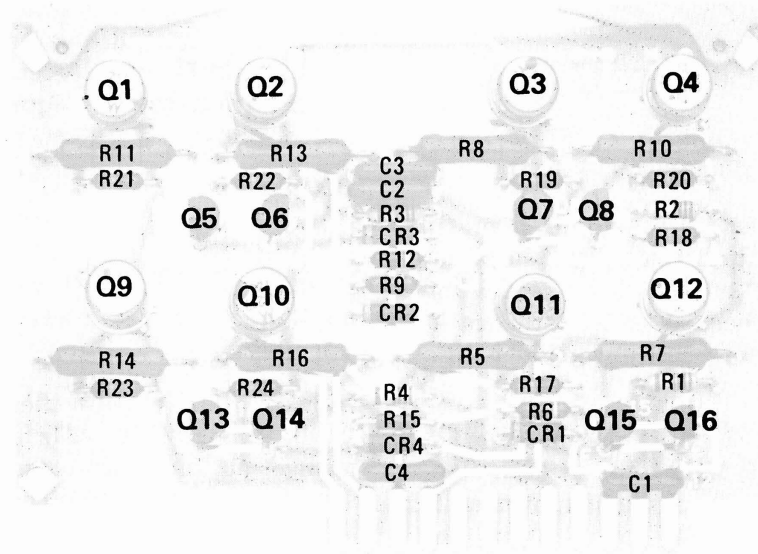 Q1 Q2 Q3 Q4
R11 R13 R8 R10
C3
R21 R22 R19 R20
C2
Q5 Q6 R3 Q7 Q8 R2
CR3 R18
R12
Q9 Q10 R9 Q11 Q12
CR2
R14 R16 R5 R7
R23 R24 R4 R17 R1
Q13 Q14 R15 R6 Q15 Q16
CR4 CR1
C4 C1